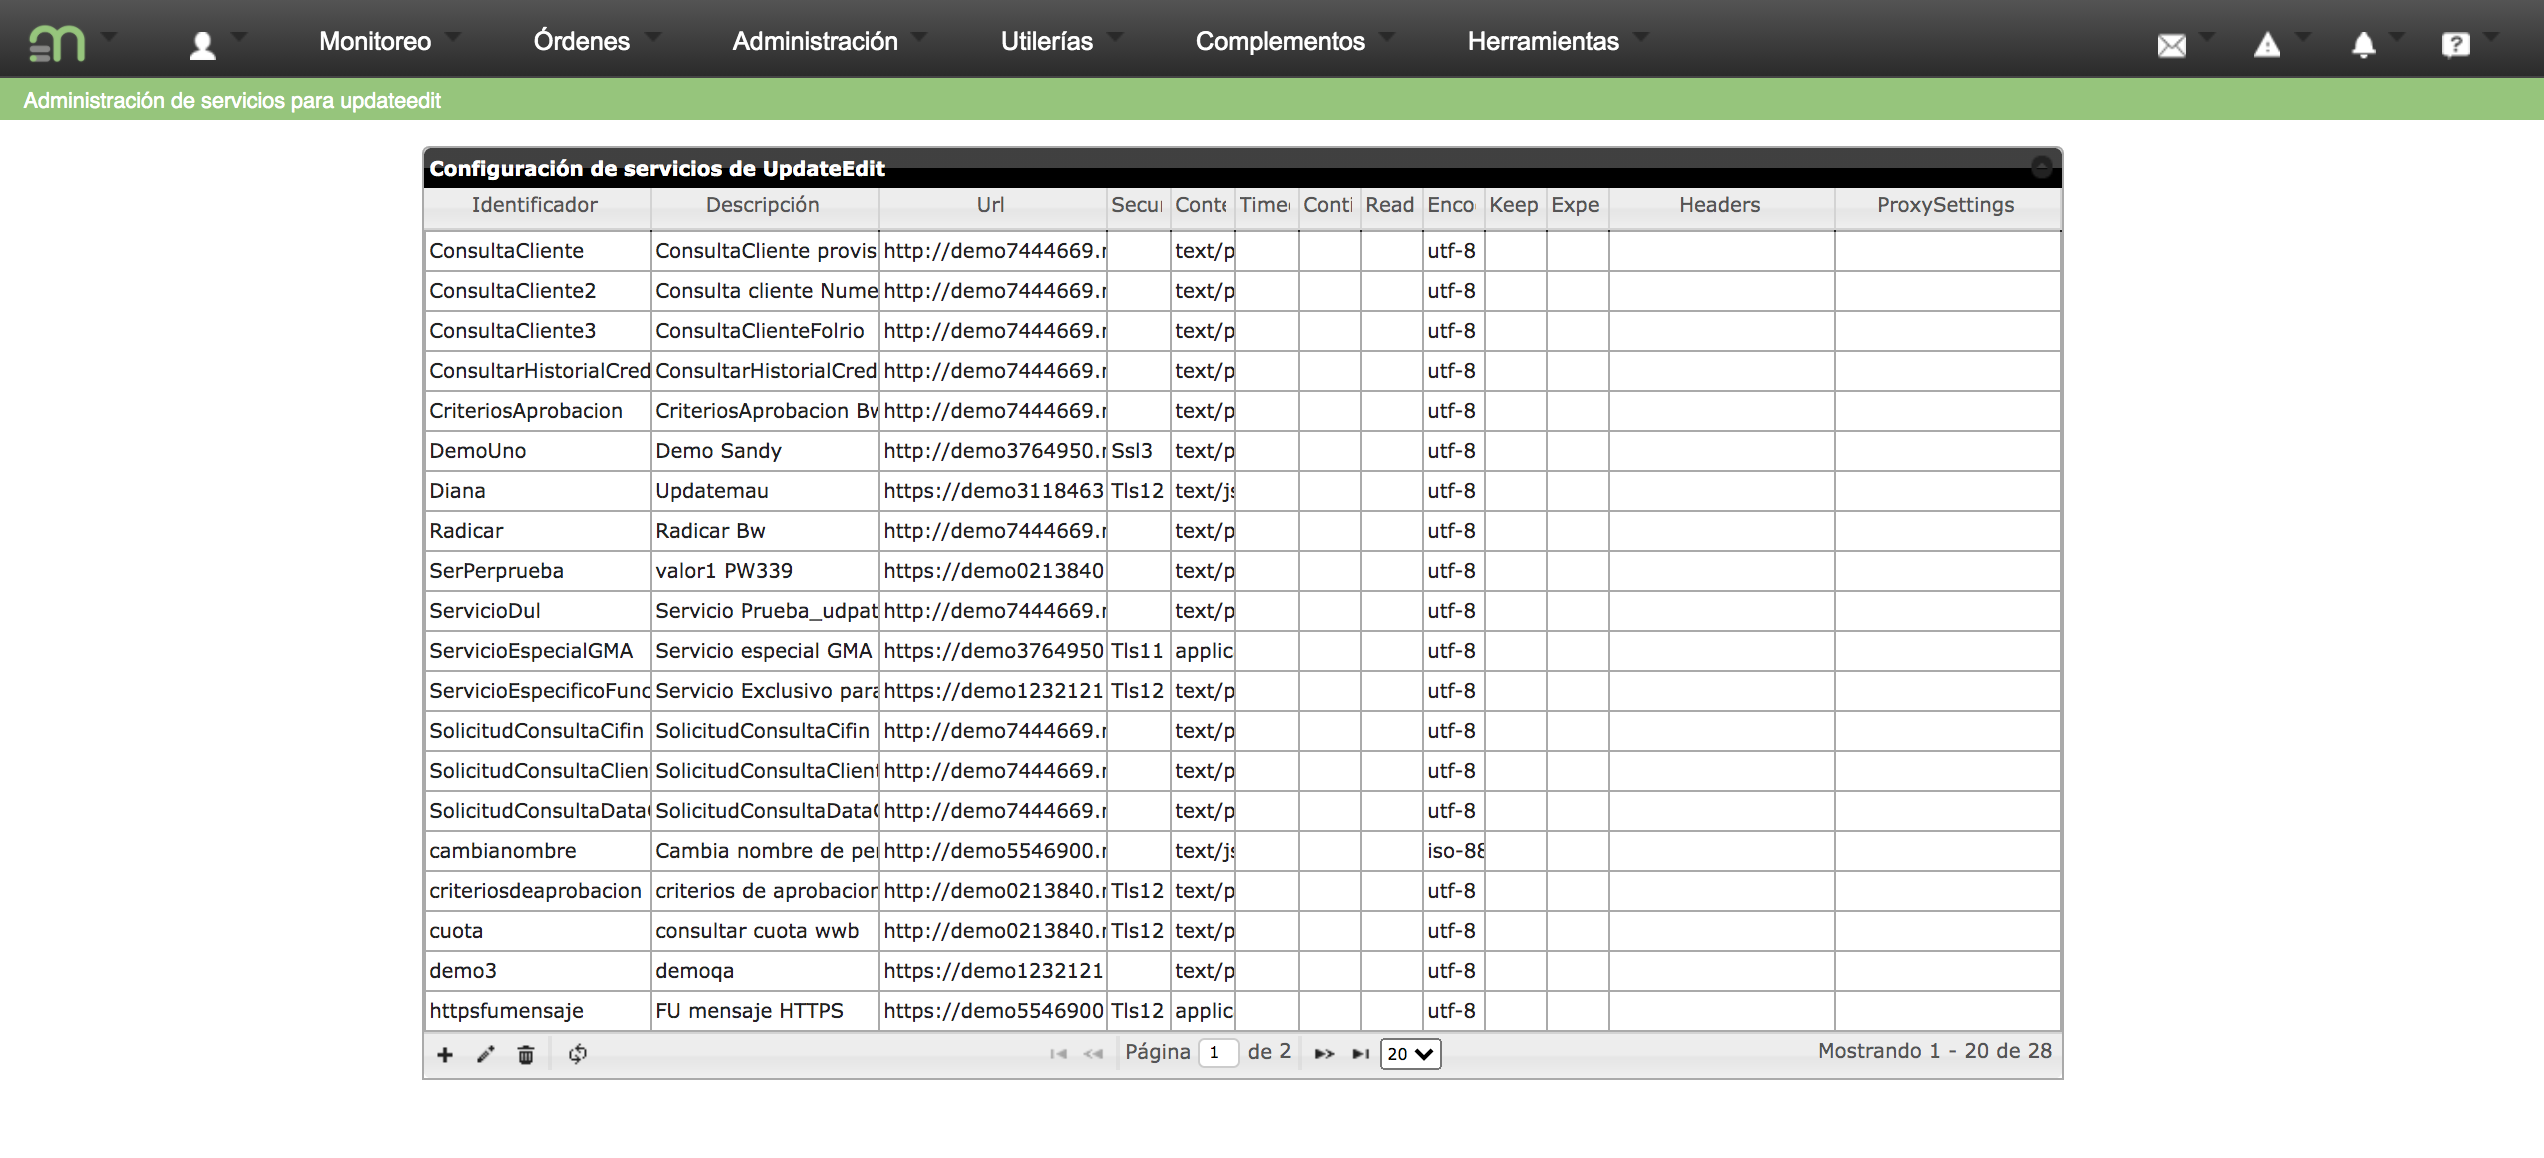 Monitoreo Órdenes Administración Utilerías Complementos Herramientas
Administración de servicios para updateedit
Configuración de servicios de UpdateEdit
Identificador Descripción Url Secu Conte Time Conti Read Enco Keep Expe Headers ProxySettings
ConsultaCliente ConsultaCliente provis http://demo7444669.r text/p utf-8
ConsultaCliente2 Consulta cliente Nume http://demo7444669.r text/p utf-8
ConsultaCliente3 ConsultaClienteFolrio http://demo7444669.r text/p utf-8
ConsultarHistorialCred ConsultarHistorialCred http://demo7444669.r text/p utf-8
CriteriosAprobacion CriteriosAprobacion Bw http://demo7444669.r text/p utf-8
DemoUno Demo Sandy http://demo3764950.r Ssl3 text/p utf-8
Diana Updatemau https://demo3118463 Tls12 text/js utf-8
Radicar Radicar Bw http://demo7444669.r text/p utf-8
SerPerprueba valor1 PW339 https://demo0213840 text/p utf-8
ServicioDul Servicio Prueba_udpat http://demo7444669.r text/p utf-8
ServicioEspecialGMA Servicio especial GMA https://demo3764950 Tls11 applic utf-8
ServicioEspecificoFunc Servicio Exclusivo para https://demo1232121 Tls12 text/p utf-8
SolicitudConsultaCifin SolicitudConsultaCifin http://demo7444669.r text/p utf-8
SolicitudConsultaClien SolicitudConsultaClient http://demo7444669.r text/p utf-8
SolicitudConsultaData SolicitudConsultaData http://demo7444669.r text/p utf-8
cambianombre Cambia nombre de per http://demo5546900.r text/js iso-88
criteriosdeaprobacion criterios de aprobacion http://demo0213840.r Tls12 text/p utf-8
cuota consultar cuota wwb http://demo0213840.r Tls12 text/p utf-8
demo3 demoqa https://demo1232121 text/p utf-8
httpsfumensaje FU mensaje HTTPS https://demo5546900 Tls12 applic utf-8
Página 1 de 2 20 Mostrando 1 - 20 de 28